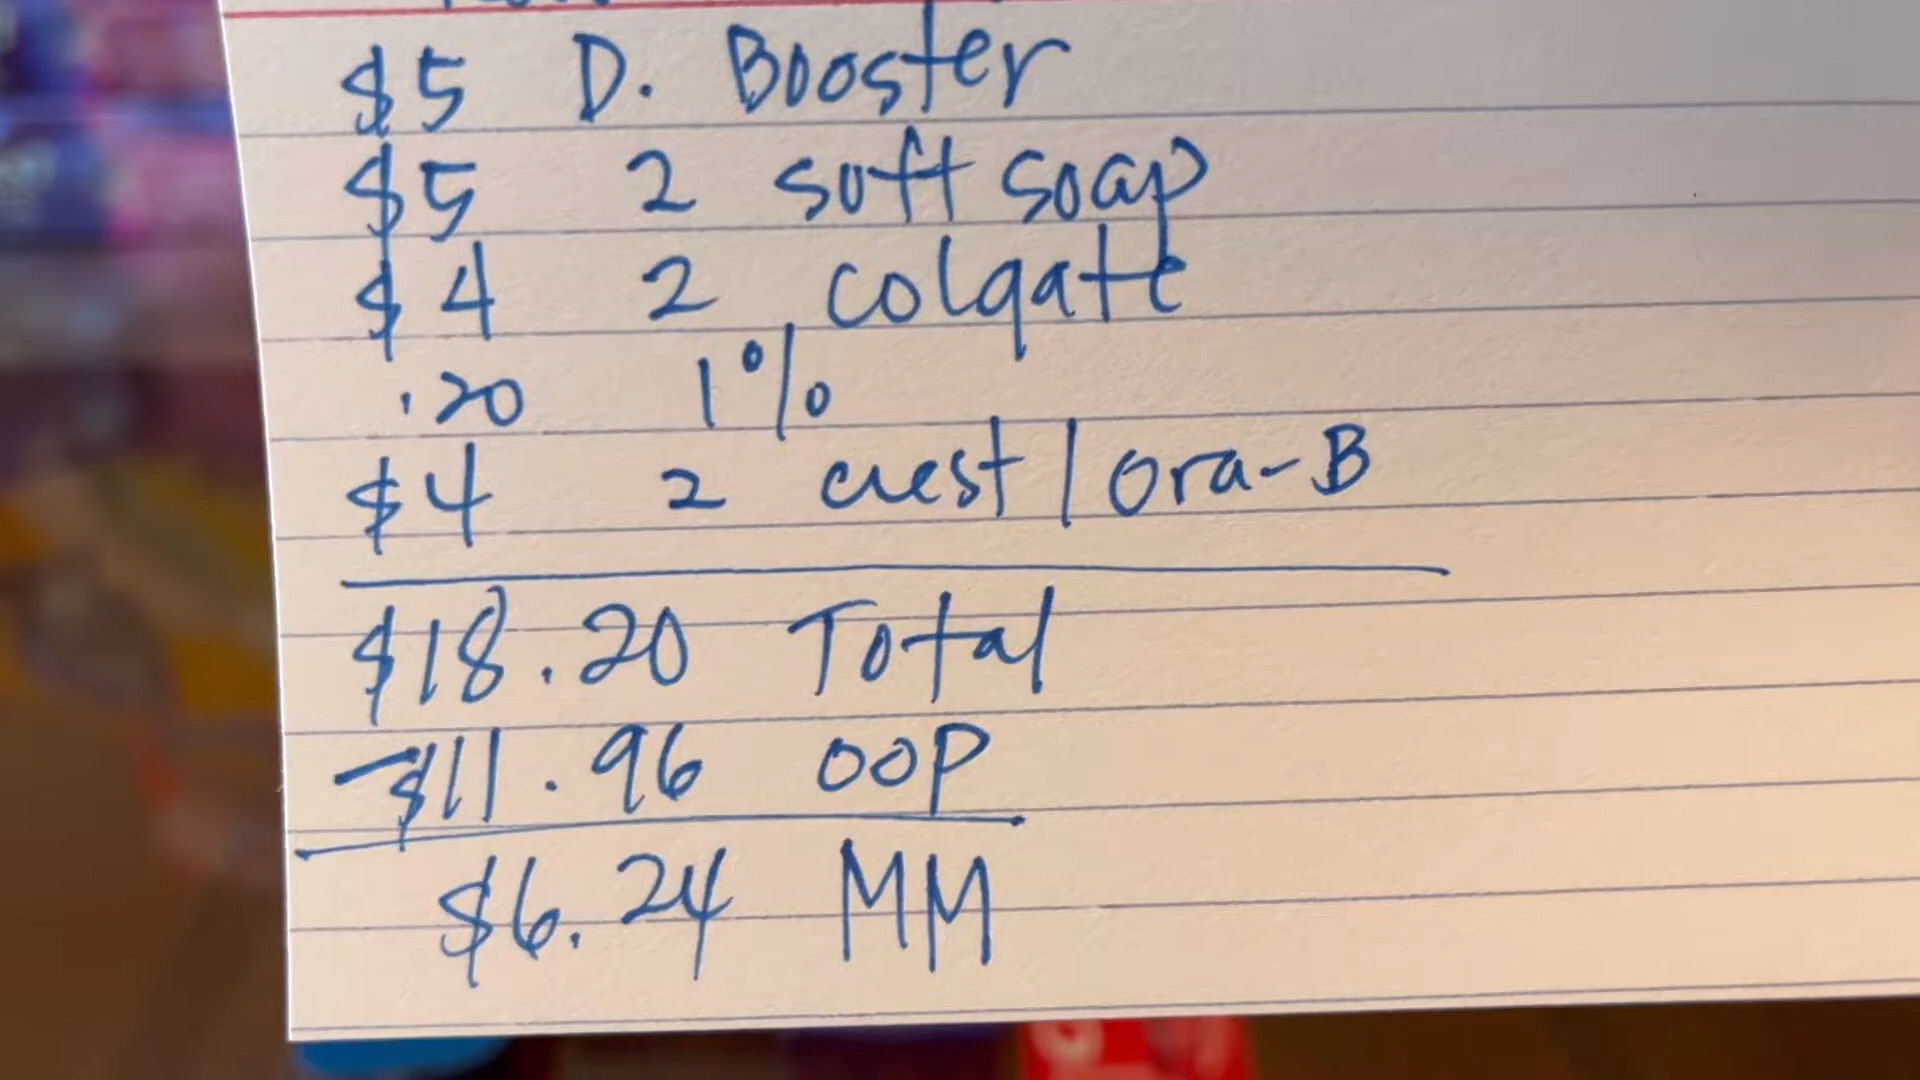 $5 D. Booster
$5 2 soft soap
$4 2 colgate
.20 1%
$4 2 crest/ora-B
$18.20 Total
-$11.96 OOP
$6.24 MM